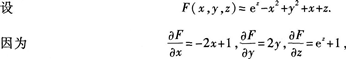 设 F(x,y,z)=e^z-x^2+y^2+x+z.
因为 ∂F/∂x=-2x+1,∂F/∂y=2y,∂F/∂z=e^z+1,